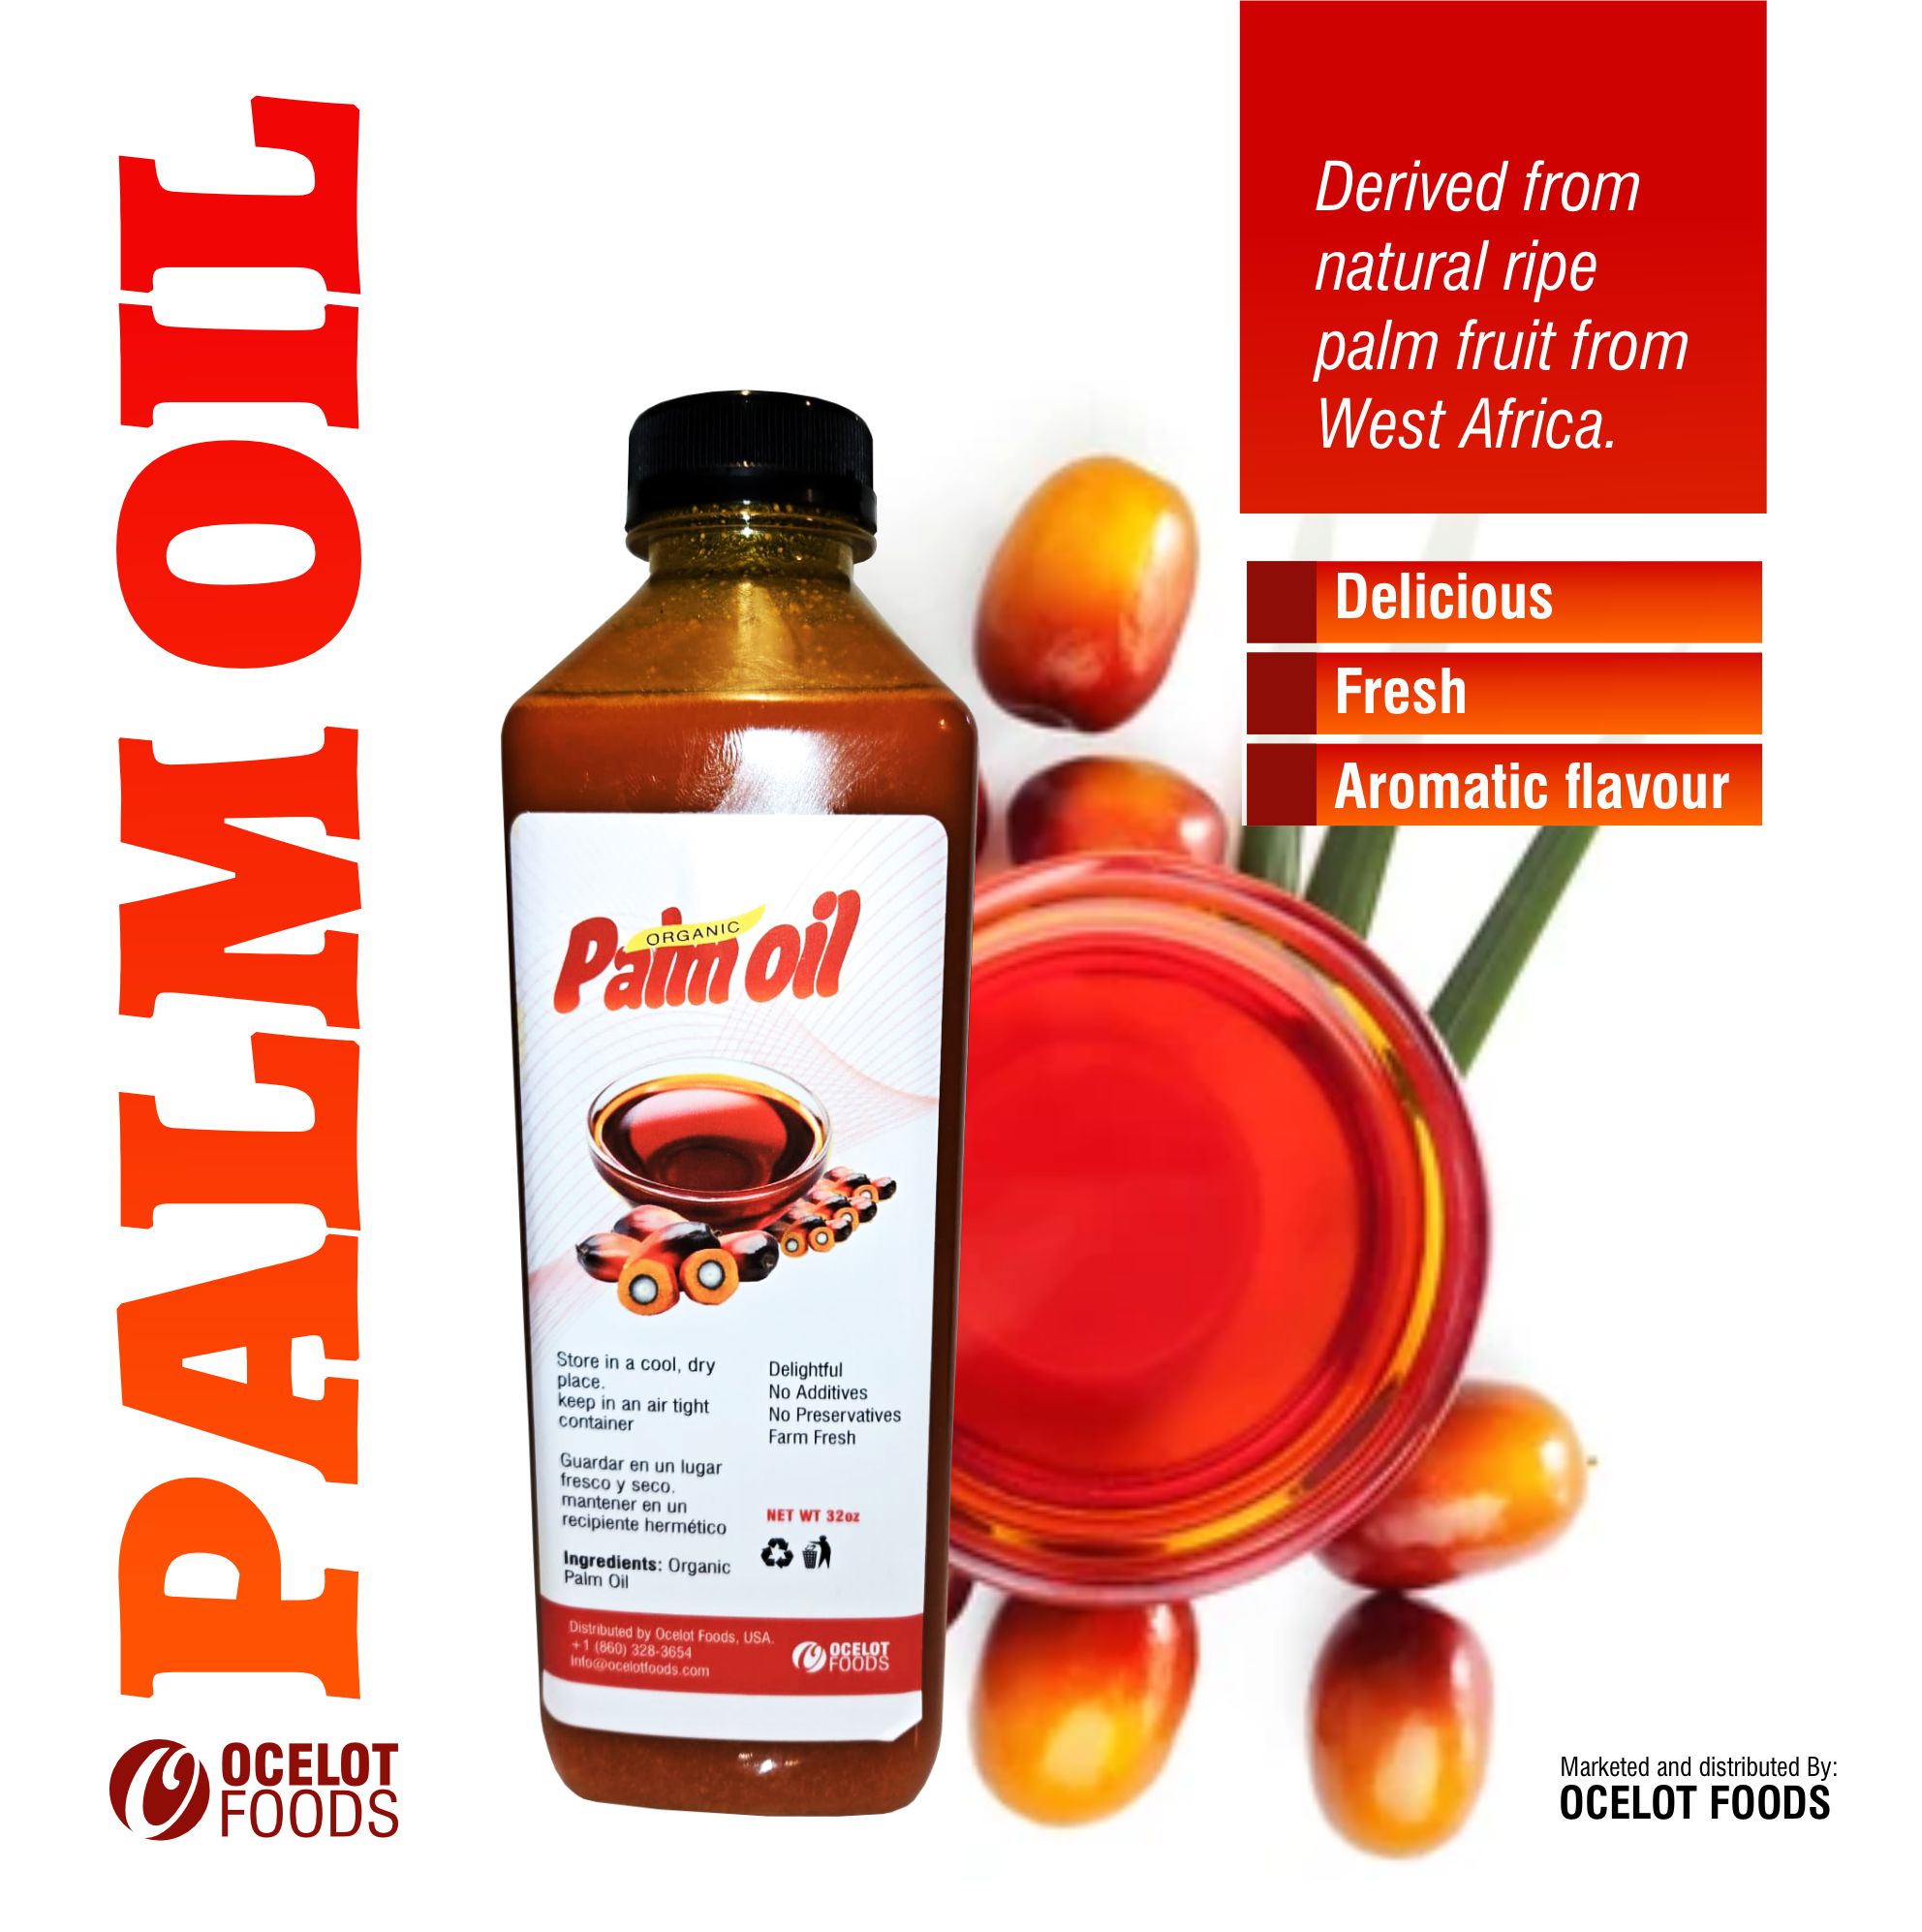 PALM OIL
OCELOT
FOODS
Derived from
natural ripe
palm fruit from
West Africa.
Delicious
Fresh
Aromatic flavour
ORGANIC
Palm oil
Store in a cool, dry
place.
keep in an air tight
container
Guardar en un lugar
fresco y seco.
mantener en un
recipiente hermético
Ingredients: Organic
Palm Oil
Delightful
No Additives
No Preservatives
Farm Fresh
NET WT 32oz
Distributed by Ocelot Foods, USA.
+1 (860) 328-3654
Info@ocelotfoods.com
OCELOT
FOODS
Marketed and distributed By:
OCELOT FOODS